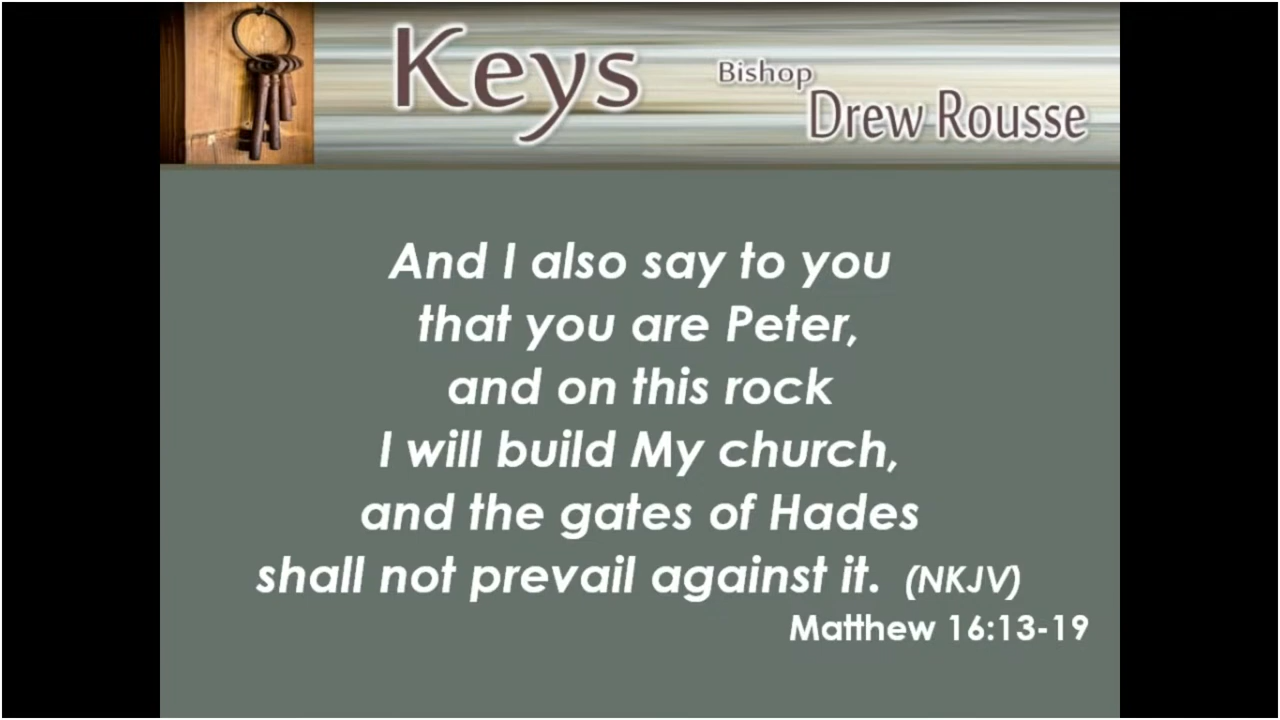 Keys
Bishop
Drew Rousse
And I also say to you
that you are Peter,
and on this rock
I will build My church,
and the gates of Hades
shall not prevail against it. (NKJV)
Matthew 16:13-19